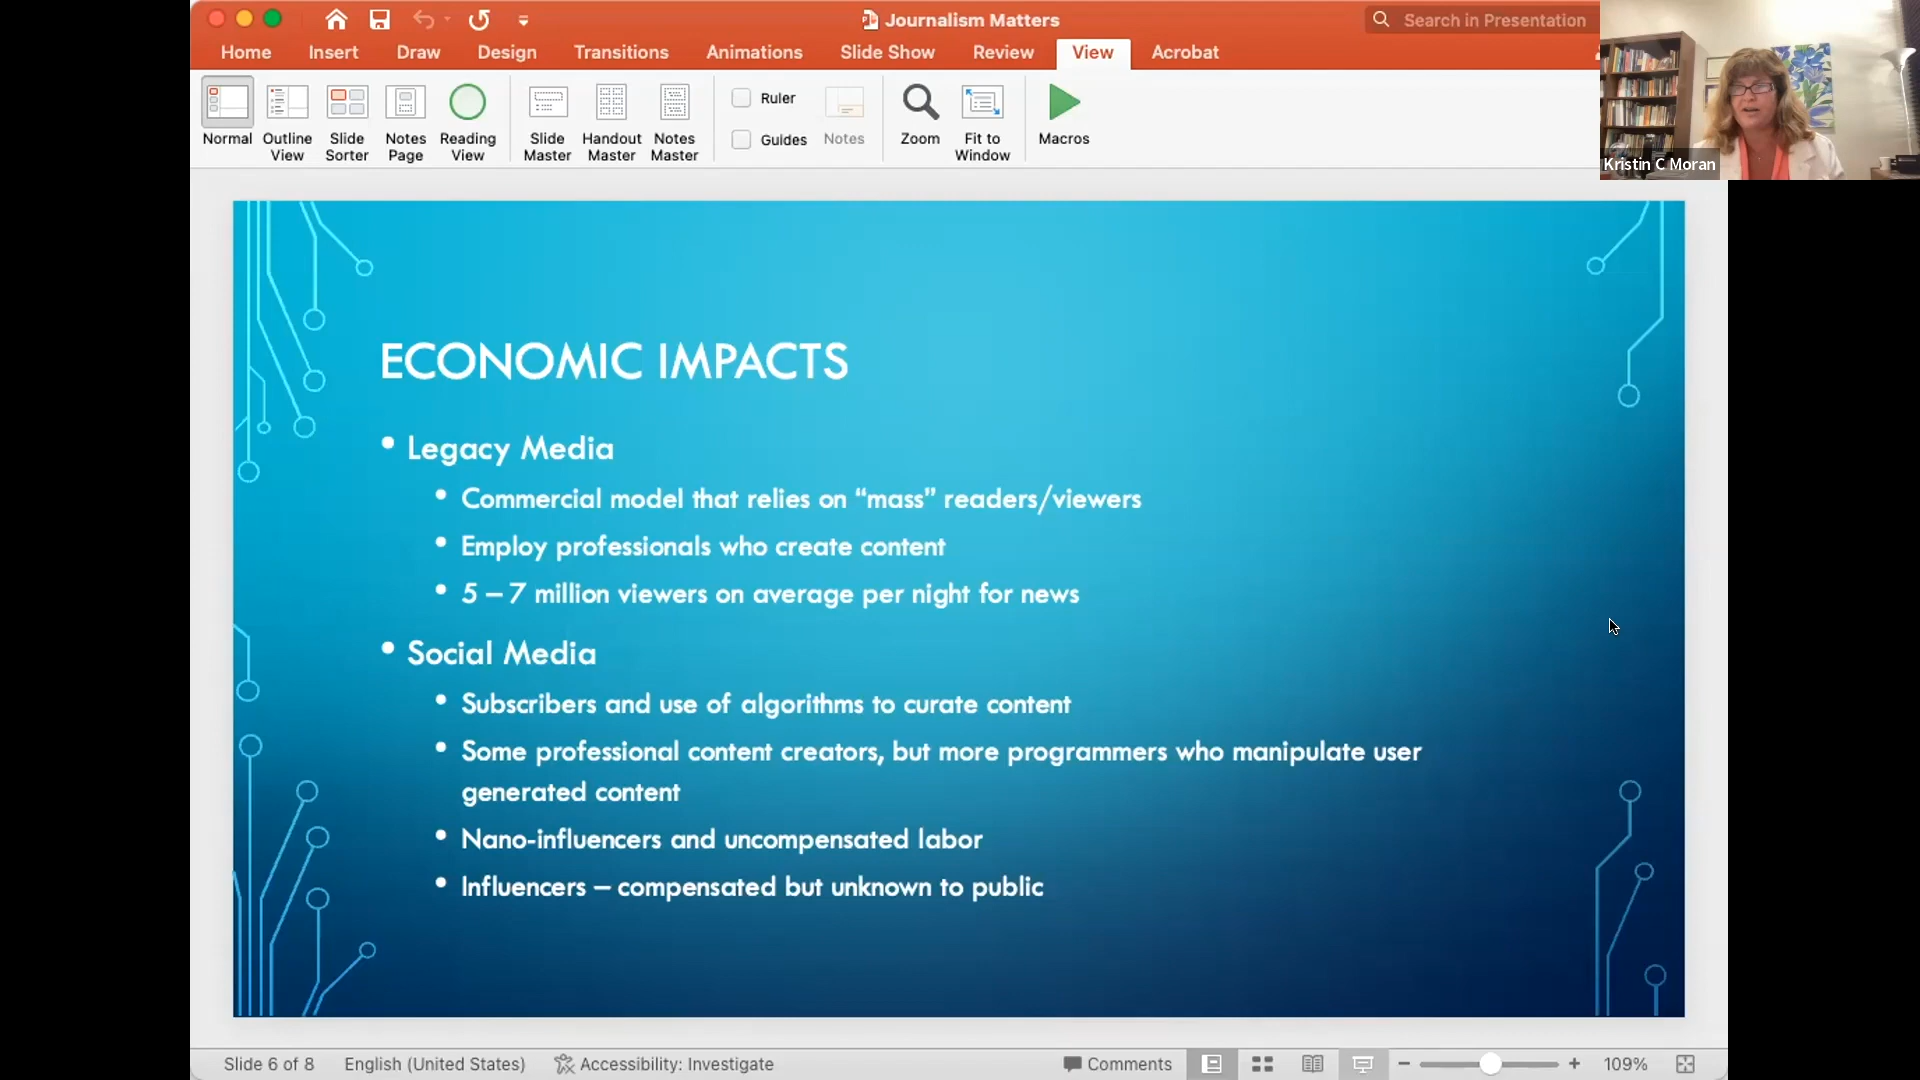 Journalism Matters
Search in Presentation
Home Insert Draw Design Transitions Animations Slide Show Review View Acrobat
Normal
Outline View
Slide Sorter
Notes Page
Reading View
Slide Master
Handout Master
Notes Master
Ruler
Guides
Notes
Zoom
Fit to Window
Macros
Kristin C Moran
ECONOMIC IMPACTS
• Legacy Media
• Commercial model that relies on “mass” readers/viewers
• Employy professionals who create content
• 5 – 7 million viewers on average per night for news
• Social Media
• Subscribers and use of algorithms to curate content
• Some professional content creators, but more programmers who manipulate user
generated content
• Nano-influencers and uncompensated labor
• Influencers – compensated but unknown to public
Slide 6 of 8 English (United States) Accessibility: Investigate Comments 109%